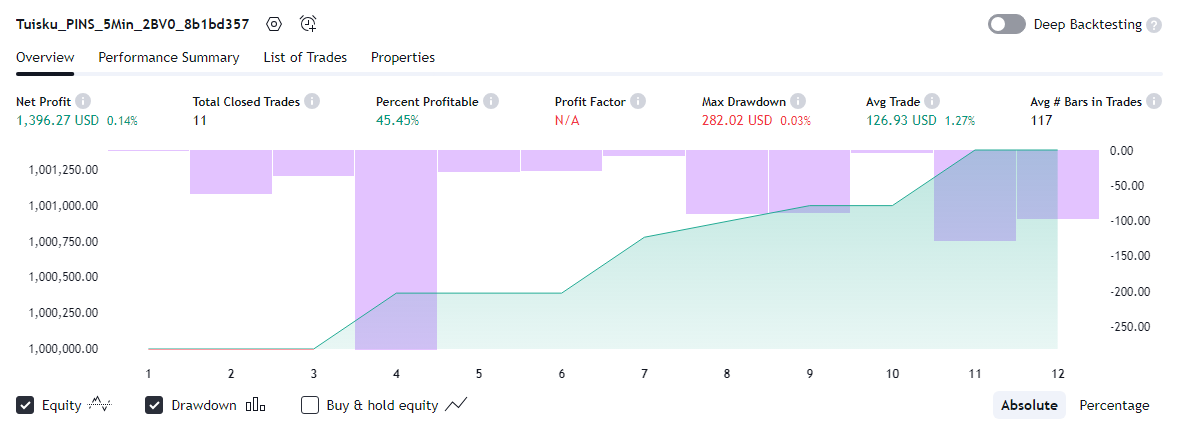 Tuisku_PINS_5Min_2BV0_8b1bd357
Deep Backtesting ?
Overview Performance Summary List of Trades Properties
Net Profit i Total Closed Trades i Percent Profitable i Profit Factor i Max Drawdown i Avg Trade i Avg # Bars in Trades i
1,396.27 USD 0.14% 11 45.45% N/A 282.02 USD 0.03% 126.93 USD 1.27% 117
1,001,250.00
1,001,000.00
1,000,750.00
1,000,500.00
1,000,250.00
1,000,000.00
0.00
-50.00
-100.00
-150.00
-200.00
-250.00
1 2 3 4 5 6 7 8 9 10 11 12
Equity Drawdown Buy & hold equity Absolute Percentage